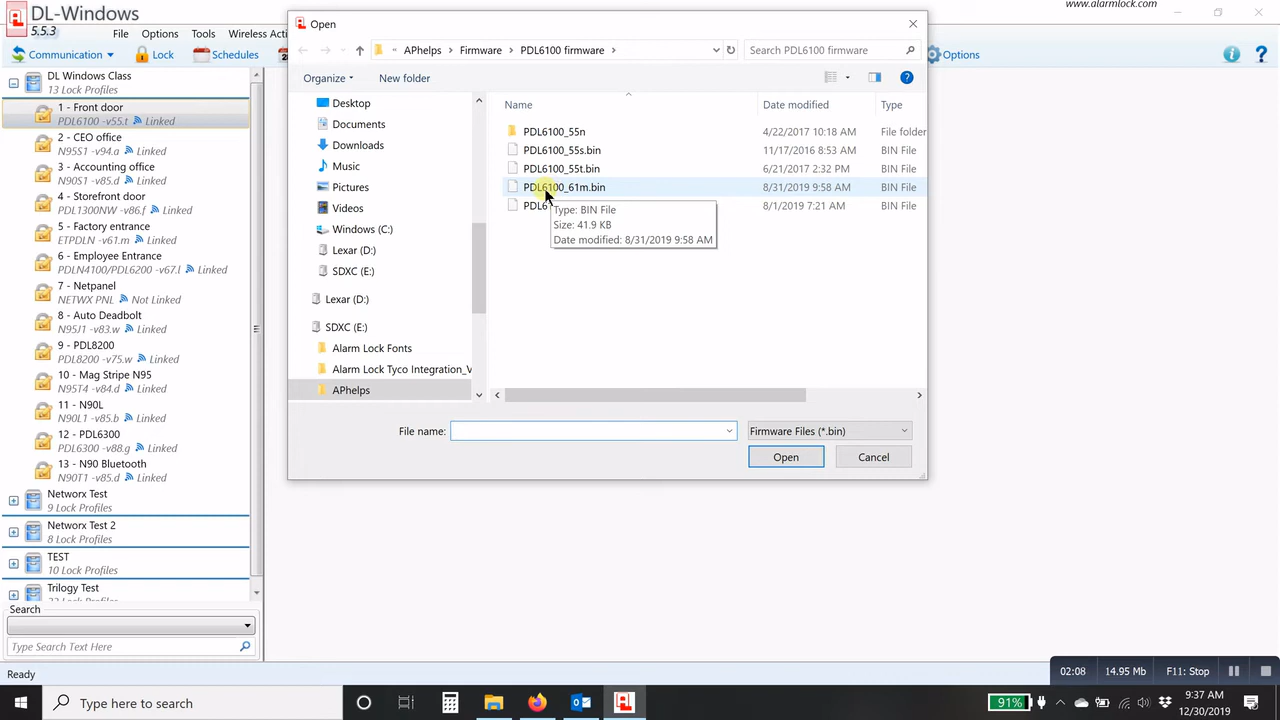 DL-Windows
5.5.3
www.alarmlock.com
File Options Tools Wireless Acti
Communication Lock Schedules Options
DL Windows Class
13 Lock Profiles
1 - Front door
PDL6100 -v55.t Linked
2 - CEO office
N95S1 -v94.a Linked
3 - Accounting office
N90S1 -v85.d Linked
4 - Storefront door
PDL1300NW -v86.f Linked
5 - Factory entrance
ETPDLN -v61.m Linked
6 - Employee Entrance
PDLN4100/PDL6200 -v67.l Linked
7 - Netpanel
NETWX PNL Not Linked
8 - Auto Deadbolt
N95J1 -v83.w Linked
9 - PDL8200
PDL8200 -v75.w Linked
10 - Mag Stripe N95
N95T4 -v84.d Linked
11 - N90L
N90L1 -v85.b Linked
12 - PDL6300
PDL6300 -v88.g Linked
13 - N90 Bluetooth
N90T1 -v85.d Linked
Networx Test
9 Lock Profiles
Networx Test 2
8 Lock Profiles
TEST
10 Lock Profiles
Trilogy Test
Search
Type Search Text Here
Ready
Open
« APhelps > Firmware > PDL6100 firmware >
Search PDL6100 firmware
Organize New folder
Desktop
Documents
Downloads
Music
Pictures
Videos
Windows (C:)
Lexar (D:)
SDXC (E:)
Lexar (D:)
SDXC (E:)
Alarm Lock Fonts
Alarm Lock Tyco Integration_V
APhelps
Name Date modified Type
PDL6100_55n 4/22/2017 10:18 AM File folder
PDL6100_55s.bin 11/17/2016 8:53 AM BIN File
PDL6100_55t.bin 6/21/2017 2:32 PM BIN File
PDL6100_61m.bin 8/31/2019 9:58 AM BIN File
PDL6 8/1/2019 7:21 AM BIN File
Type: BIN File
Size: 41.9 KB
Date modified: 8/31/2019 9:58 AM
File name: Firmware Files (*.bin)
Open Cancel
02:08 14.95 Mb F11: Stop
Type here to search
91%
9:37 AM
12/30/2019